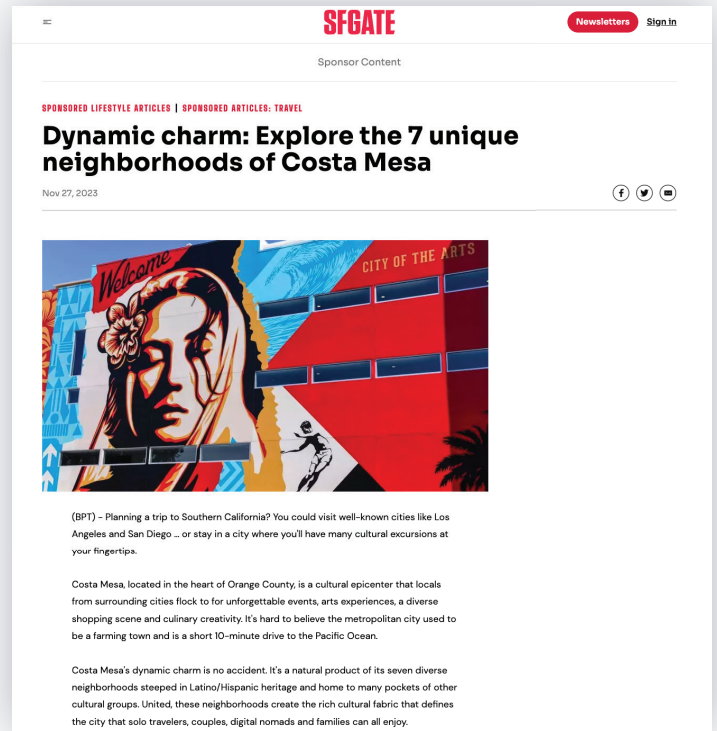 SFGATE
Newsletters
Sign in
Sponsor Content
SPONSORED LIFESTYLE ARTICLES | SPONSORED ARTICLES: TRAVEL
Dynamic charm: Explore the 7 unique
neighborhoods of Costa Mesa
Nov 27, 2023
Welcome
CITY OF THE ARTS
(BPT) - Planning a trip to Southern California? You could visit well-known cities like Los
Angeles and San Diego … or stay in a city where you'll have many cultural excursions at
your fingertips.
Costa Mesa, located in the heart of Orange County, is a cultural epicenter that locals
from surrounding cities flock to for unforgettable events, arts experiences, a diverse
shopping scene and culinary creativity. It's hard to believe the metropolitan city used to
be a farming town and is a short 10-minute drive to the Pacific Ocean.
Costa Mesa's dynamic charm is no accident. It's a natural product of its seven diverse
neighborhoods steeped in Latino/Hispanic heritage and home to many pockets of other
cultural groups. United, these neighborhoods create the rich cultural fabric that defines
the city that solo travelers, couples, digital nomads and families can all enjoy.